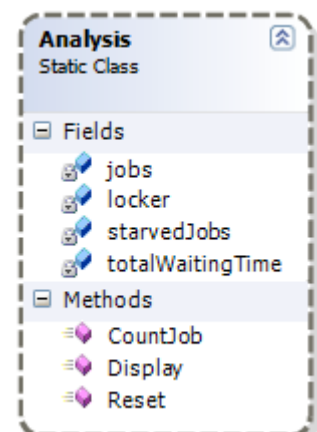 Analysis
Static Class
Fields
jobs
locker
starvedJobs
totalWaitingTime
Methods
CountJob
Display
Reset